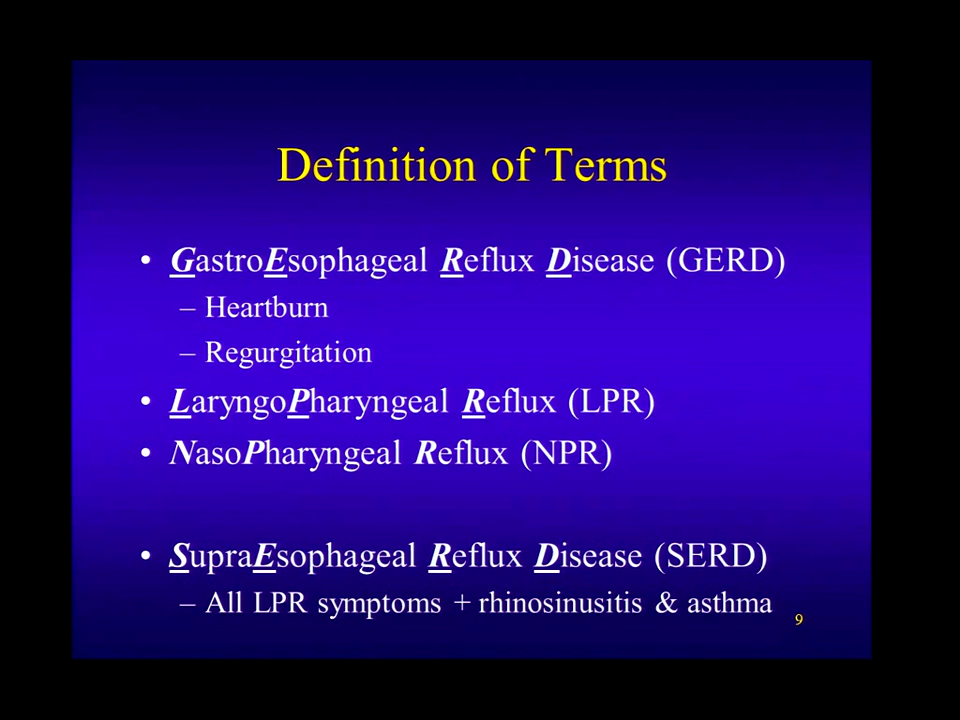 Definition of Terms
• GastroEsophageal Reflux Disease (GERD)
– Heartburn
– Regurgitation
• LaryngoPharyngeal Reflux (LPR)
• NasoPharyngeal Reflux (NPR)
• SupraEsophageal Reflux Disease (SERD)
– All LPR symptoms + rhinosinusitis & asthma
9